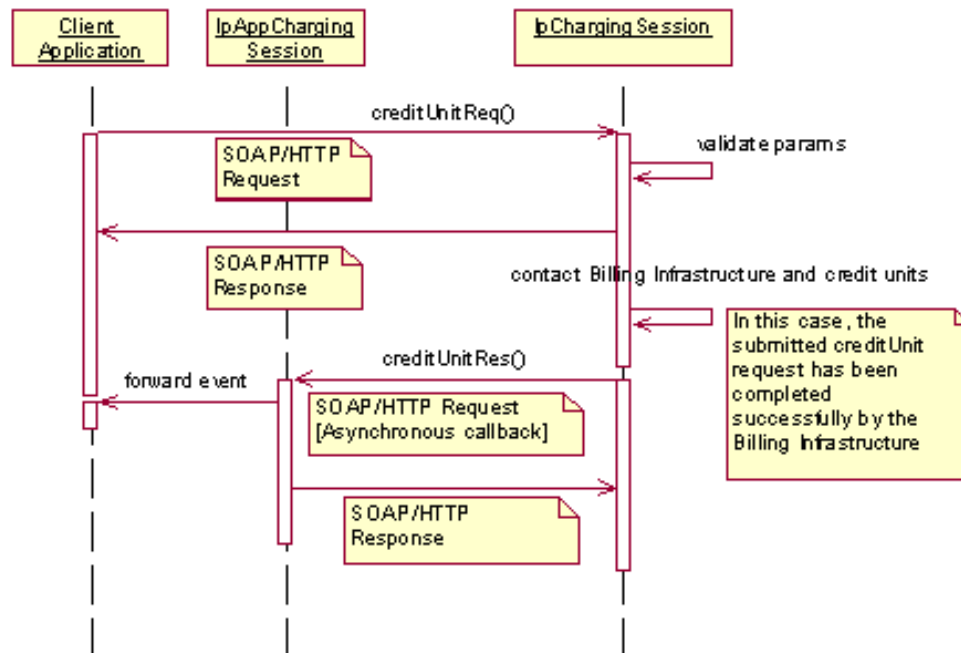 Client
Application
IpAppCharging
Session
IpCharging Session
creditUnitReq()
validate params
SOAP/HTTP
Request
SOAP/HTTP
Response
contact Billing Infrastructure and credit units
In this case, the
submitted creditUnit
request has been
completed
successfully by the
Billing Infrastructure
creditUnitRes()
forward event
SOAP/HTTP Request
[Asynchronous callback]
SOAP/HTTP
Response